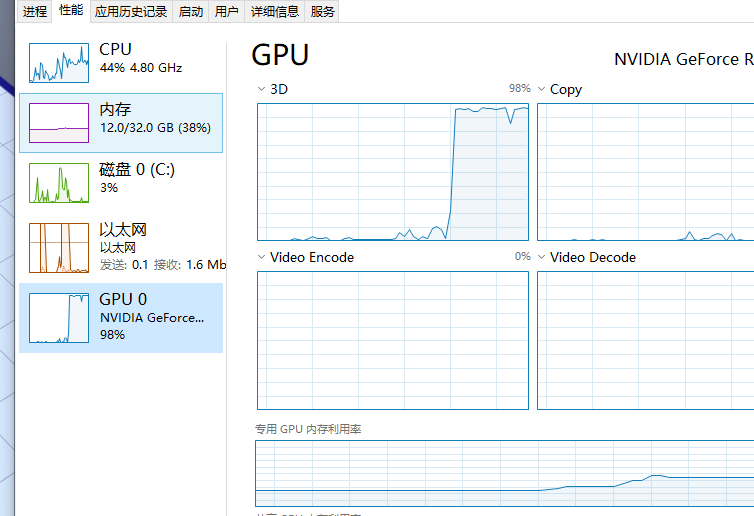 进程 性能 应用历史记录 启动 用户 详细信息 服务
CPU
44% 4.80 GHz
内存
12.0/32.0 GB (38%)
磁盘 0 (C:)
3%
以太网
以太网
发送: 0.1 接收: 1.6 Mb
GPU 0
NVIDIA GeForce...
98%
GPU
NVIDIA GeForce R
3D 98%
Copy
Video Encode 0%
Video Decode
专用 GPU 内存利用率